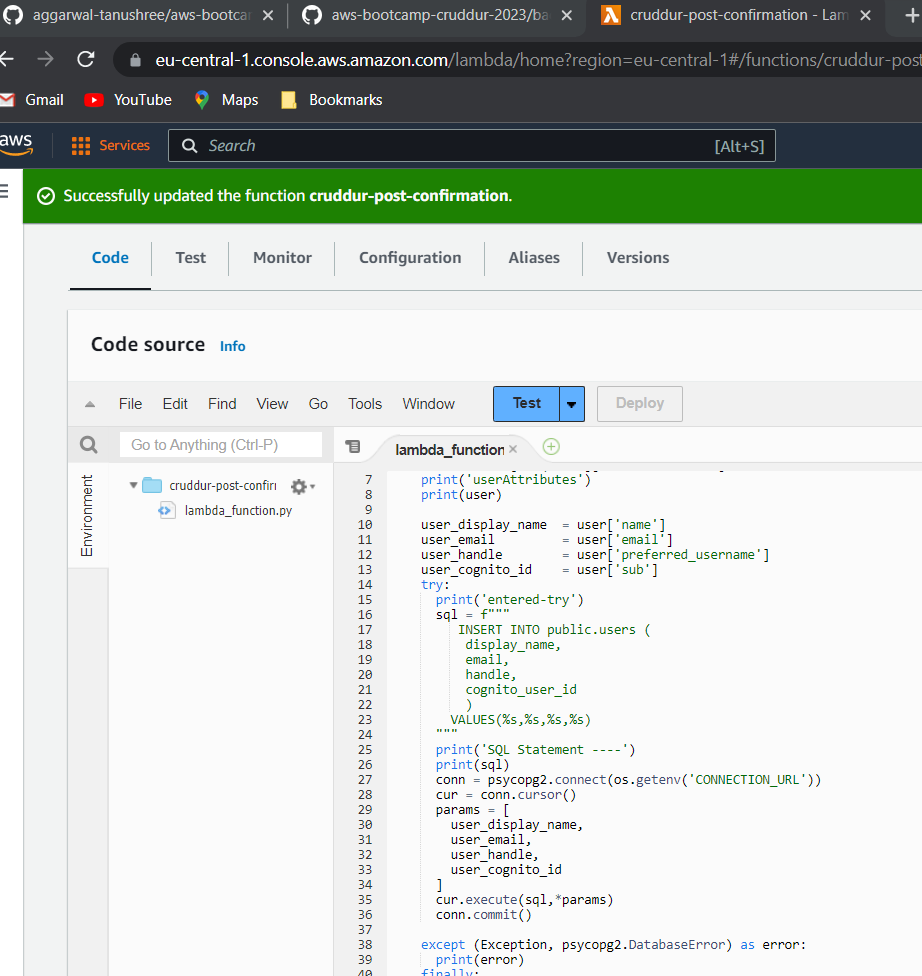 aggarwal-tanushree/aws-bootca
aws-bootcamp-cruddur-2023/ba
cruddur-post-confirmation - Lam
eu-central-1.console.aws.amazon.com/lambda/home?region=eu-central-1#/functions/cruddur-post
Gmail YouTube Maps Bookmarks
aws Services Search [Alt+S]
Successfully updated the function cruddur-post-confirmation.
Code Test Monitor Configuration Aliases Versions
Code source Info
File Edit Find View Go Tools Window Test Deploy
Go to Anything (Ctrl-P)
lambda_function
Environment
cruddur-post-confir
lambda_function.py
7 print('userAttributes')
8 print(user)
9
10 user_display_name = user['name']
11 user_email = user['email']
12 user_handle = user['preferred_username']
13 user_cognito_id = user['sub']
14 try:
15 print('entered-try')
16 sql = f"""
17 INSERT INTO public.users (
18 display_name,
19 email,
20 handle,
21 cognito_user_id
22 )
23 VALUES(%s,%s,%s,%s)
24 """
25 print('SQL Statement ----')
26 print(sql)
27 conn = psycopg2.connect(os.getenv('CONNECTION_URL'))
28 cur = conn.cursor()
29 params = [
30 user_display_name,
31 user_email,
32 user_handle,
33 user_cognito_id
34 ]
35 cur.execute(sql,*params)
36 conn.commit()
37
38 except (Exception, psycopg2.DatabaseError) as error:
39 print(error)
40 finally: